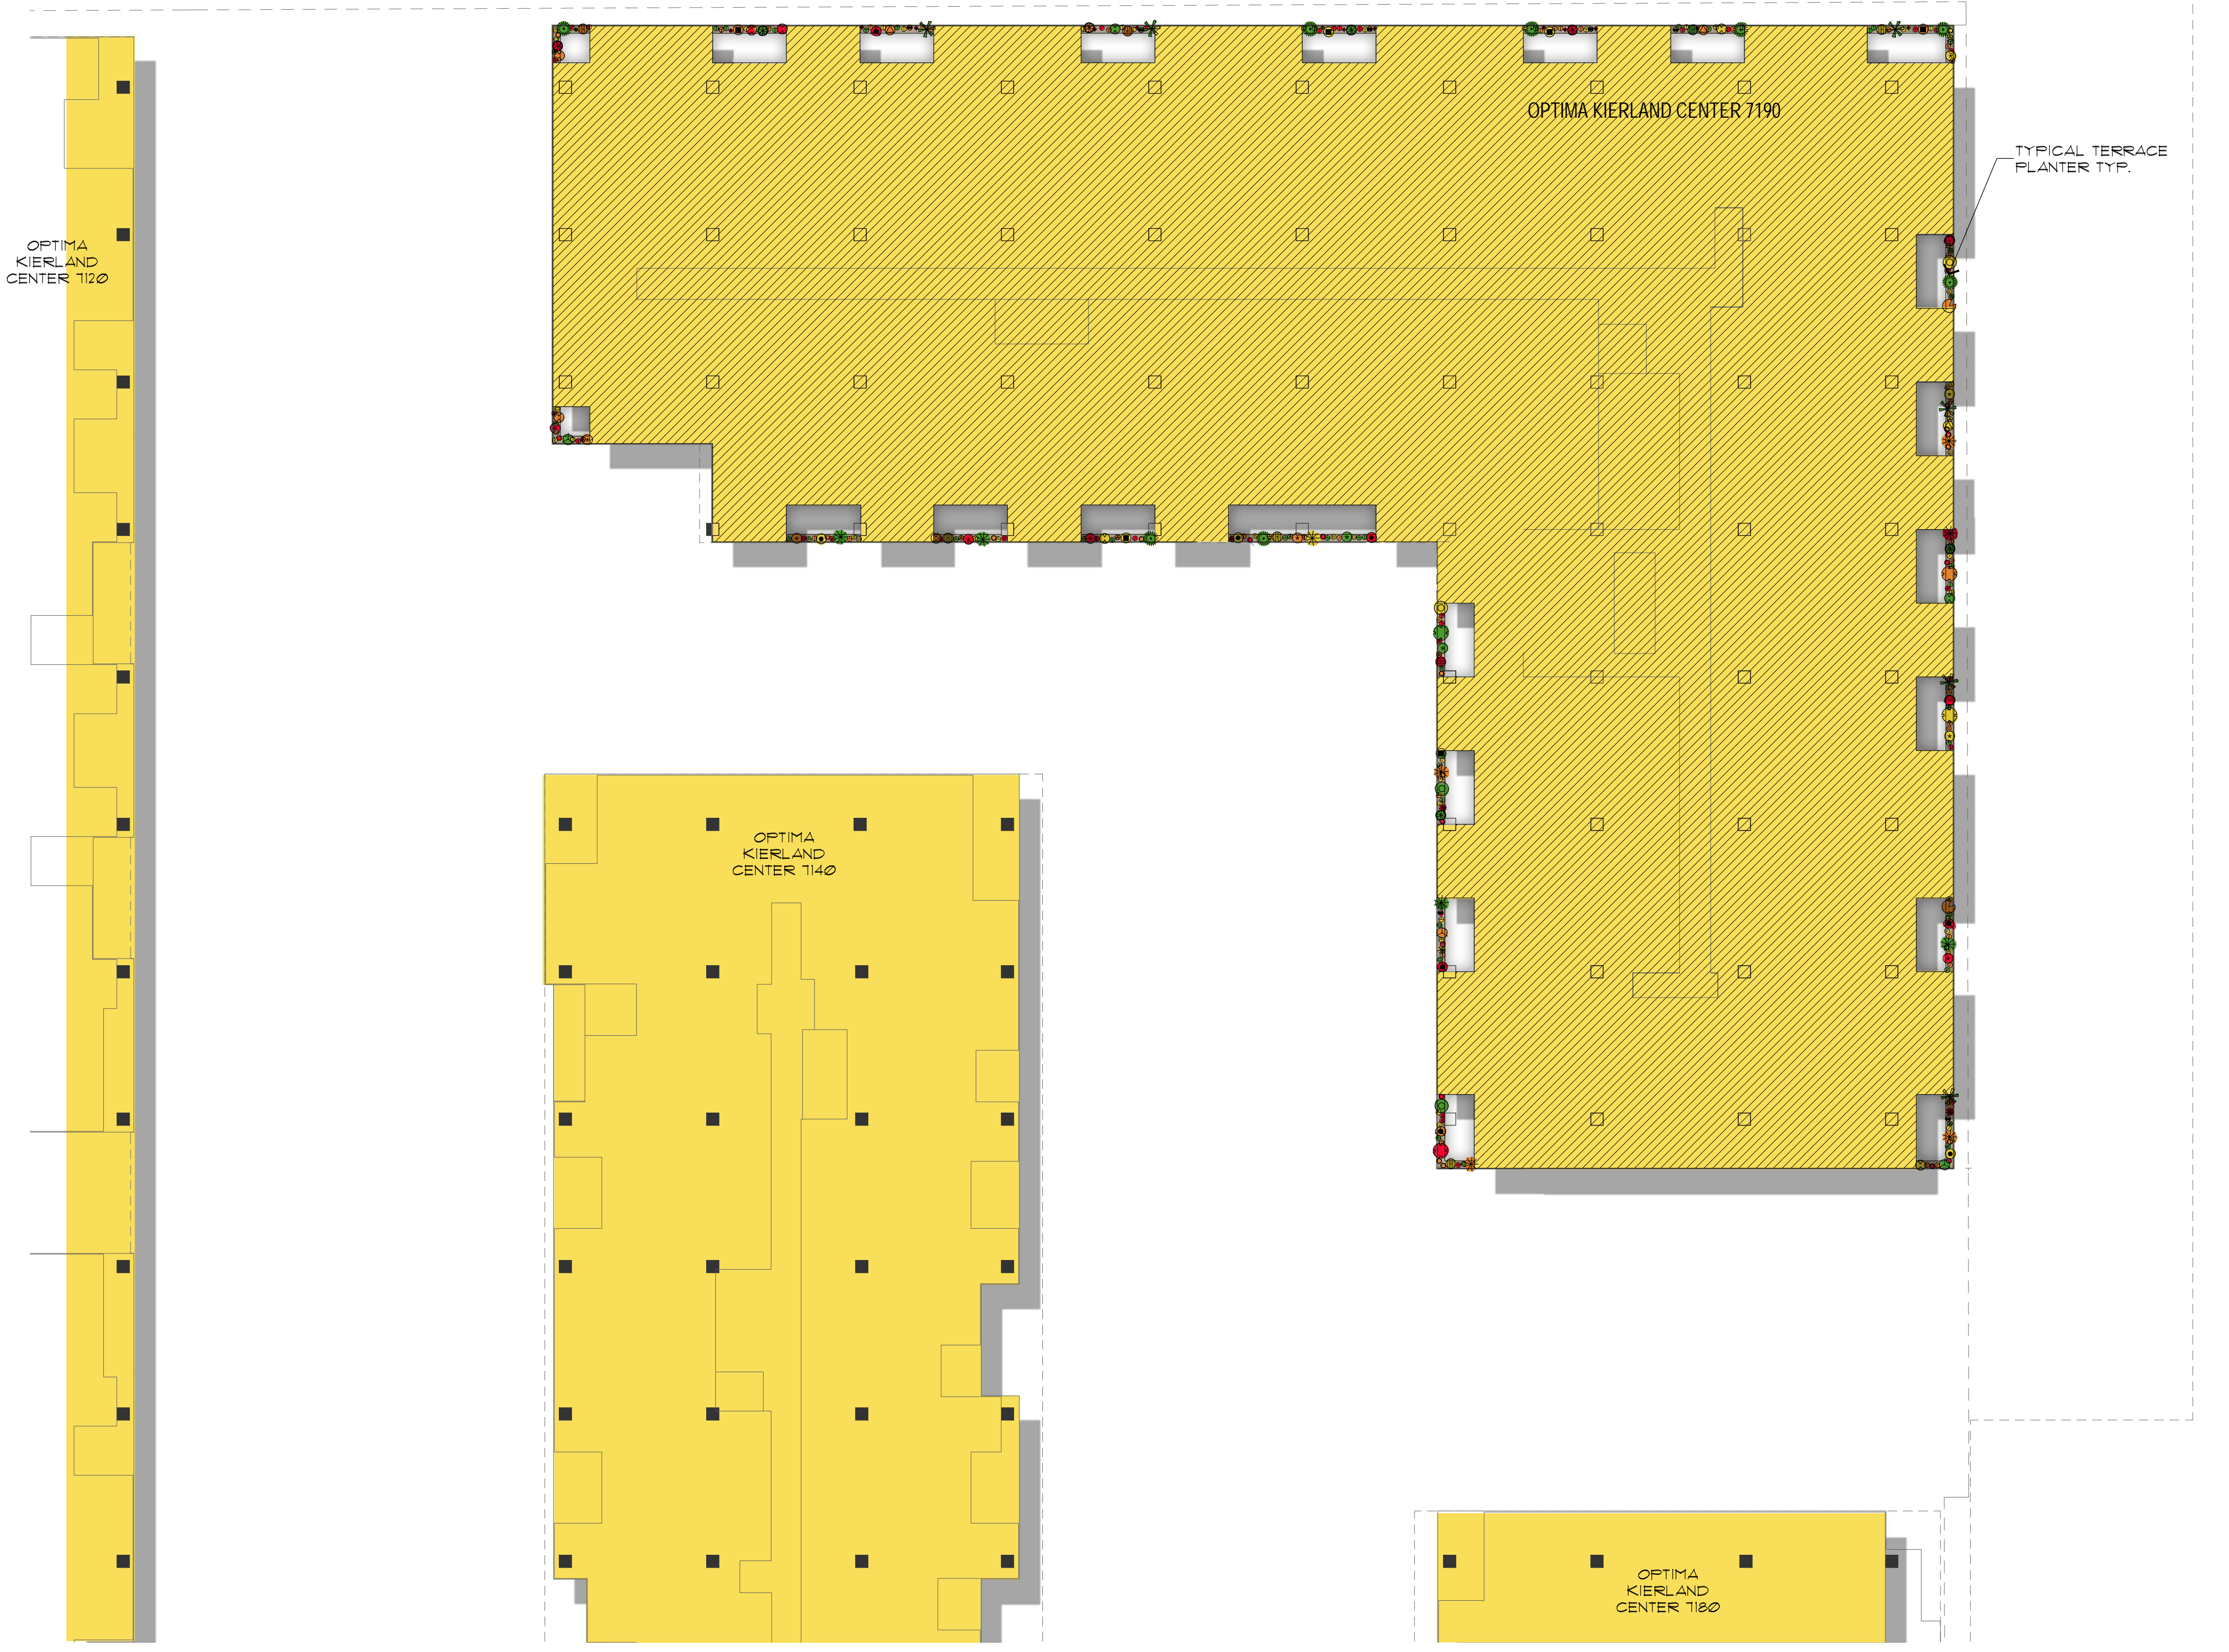 OPTIMA KIERLAND CENTER 7190
TYPICAL TERRACE
PLANTER TYP.
OPTIMA
KIERLAND
CENTER 7120
OPTIMA
KIERLAND
CENTER 7140
OPTIMA
KIERLAND
CENTER 7180